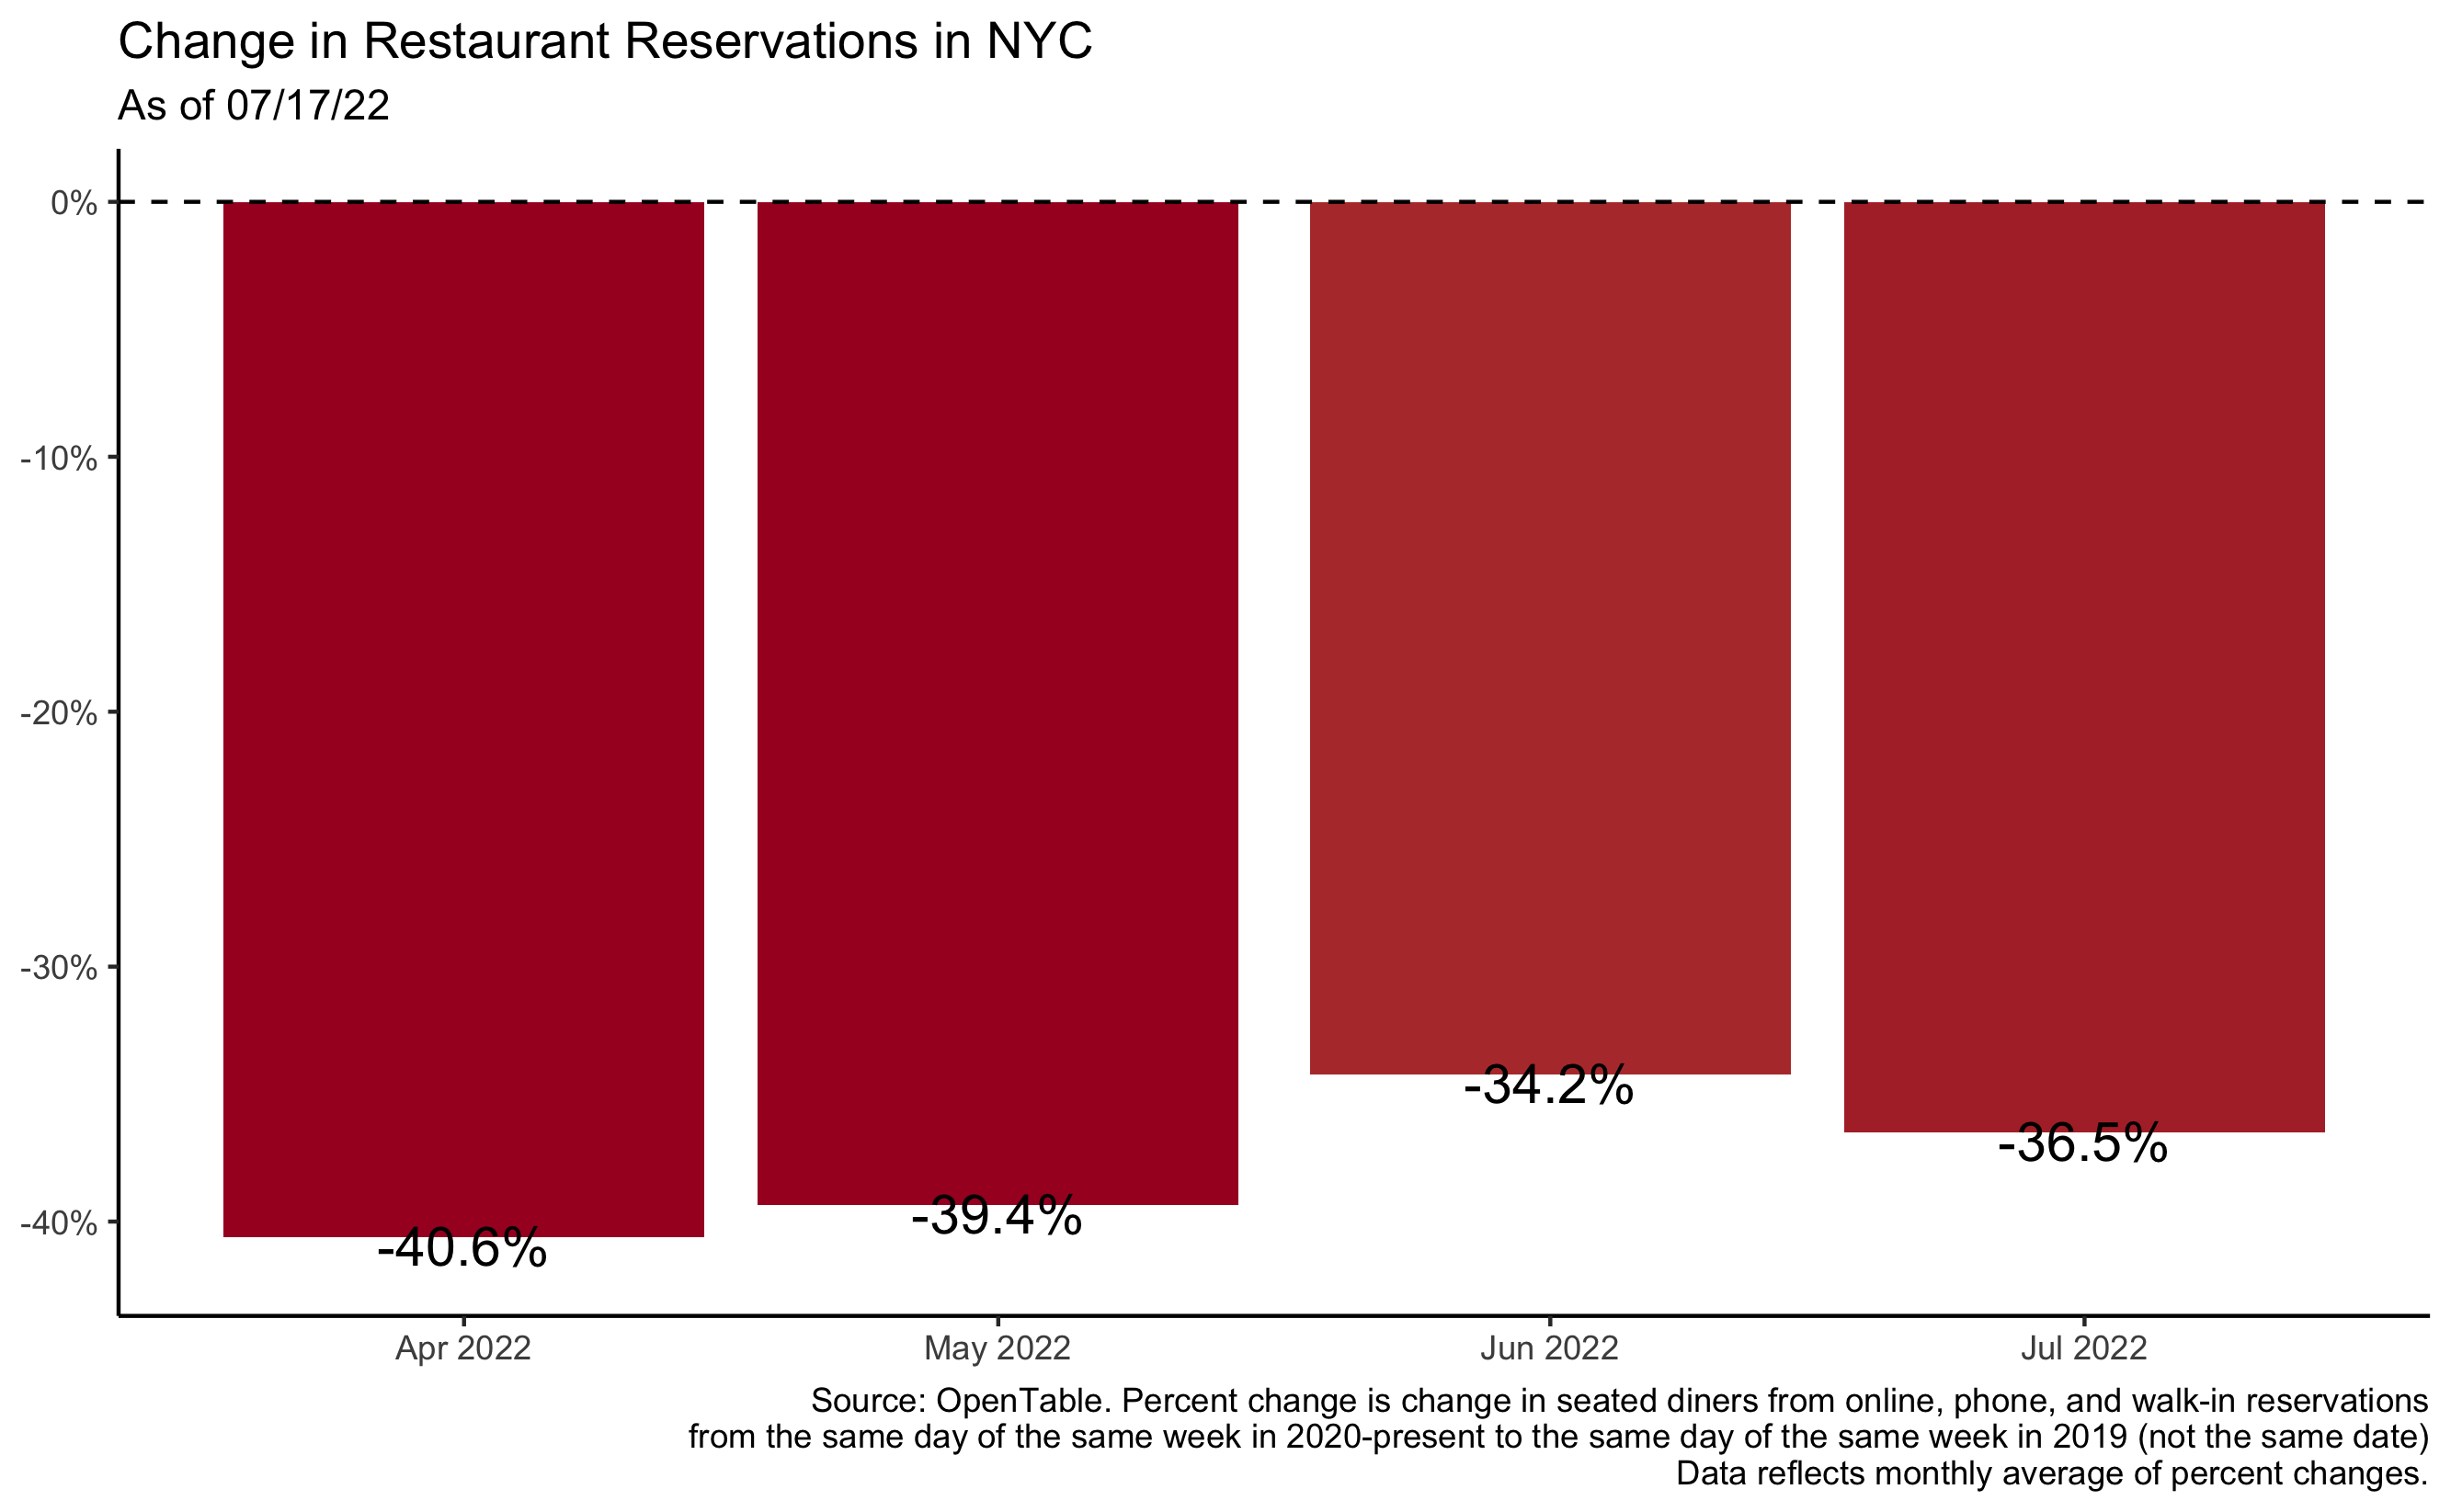 Change in Restaurant Reservations in NYC
As of 07/17/22
0%
-10%
-20%
-30%
-40%
-40.6%
-39.4%
-34.2%
-36.5%
Apr 2022
May 2022
Jun 2022
Jul 2022
Source: OpenTable. Percent change is change in seated diners from online, phone, and walk-in reservations
from the same day of the same week in 2020-present to the same day of the same week in 2019 (not the same date)
Data reflects monthly average of percent changes.